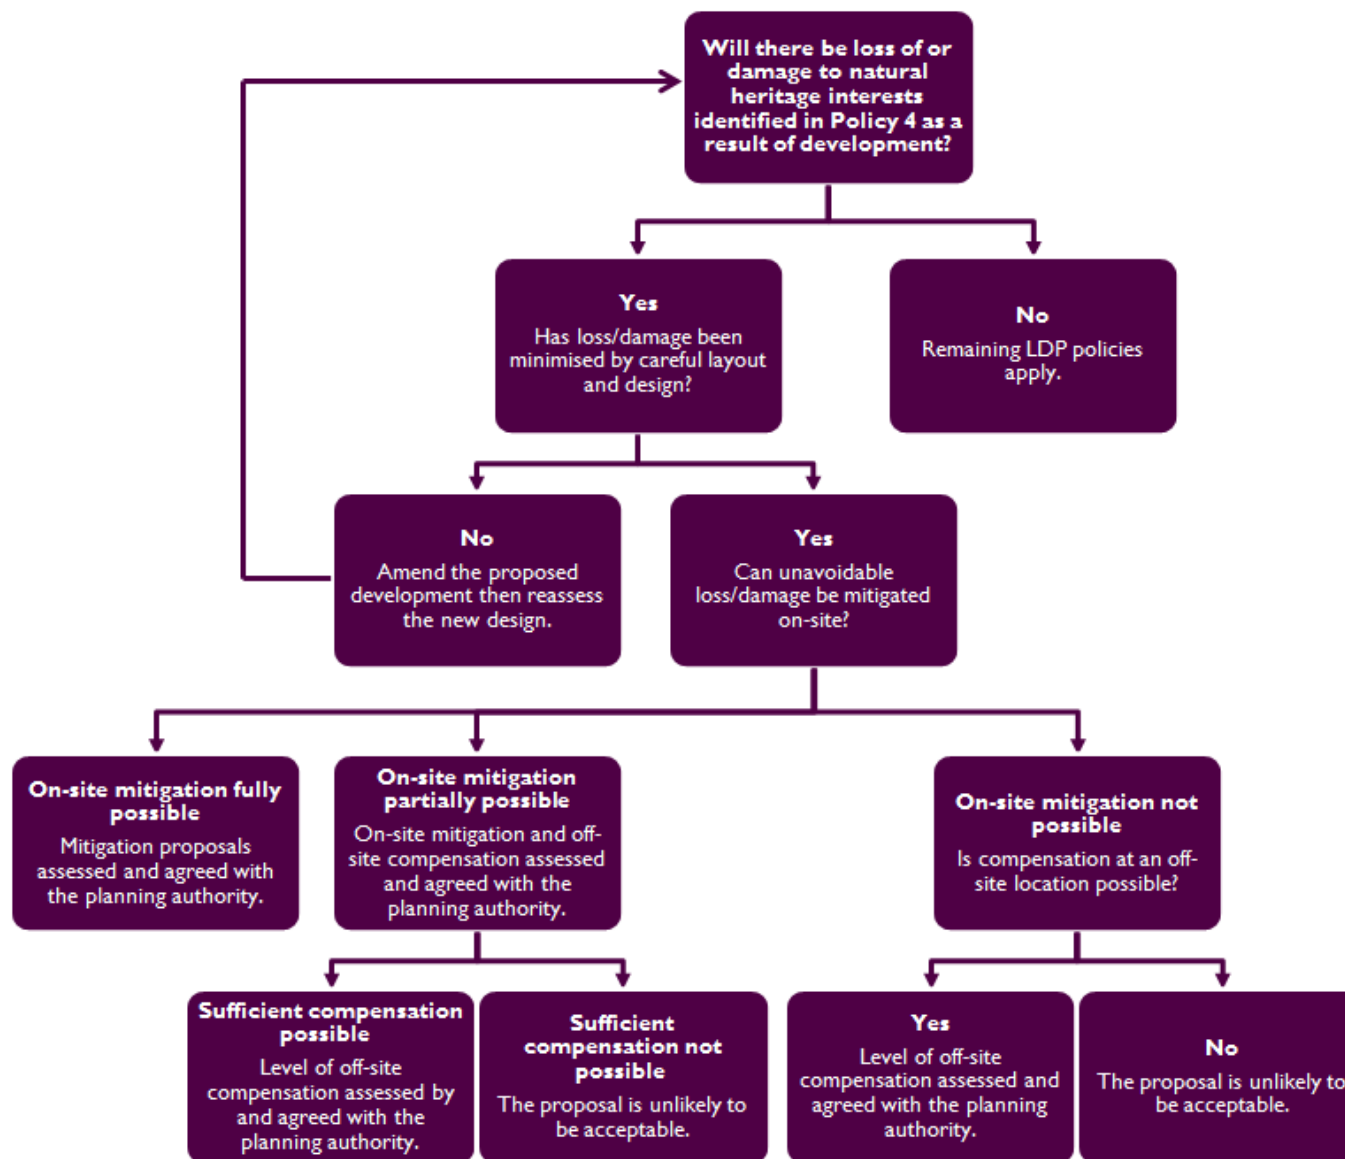 Will there be loss of or
damage to natural
heritage interests
identified in Policy 4 as a
result of development?
Yes
Has loss/damage been
minimised by careful layout
and design?
No
Remaining LDP policies
apply.
No
Amend the proposed
development then reassess
the new design.
Yes
Can unavoidable
loss/damage be mitigated
on-site?
On-site mitigation fully
possible
Mitigation proposals
assessed and agreed with
the planning authority.
On-site mitigation
partially possible
On-site mitigation and off-
site compensation assessed
and agreed with the
planning authority.
On-site mitigation not
possible
Is compensation at an off-
site location possible?
Sufficient compensation
possible
Level of off-site
compensation assessed by
and agreed with the
planning authority.
Sufficient
compensation not
possible
The proposal is unlikely to
be acceptable.
Yes
Level of off-site
compensation assessed and
agreed with the planning
authority.
No
The proposal is unlikely to
be acceptable.